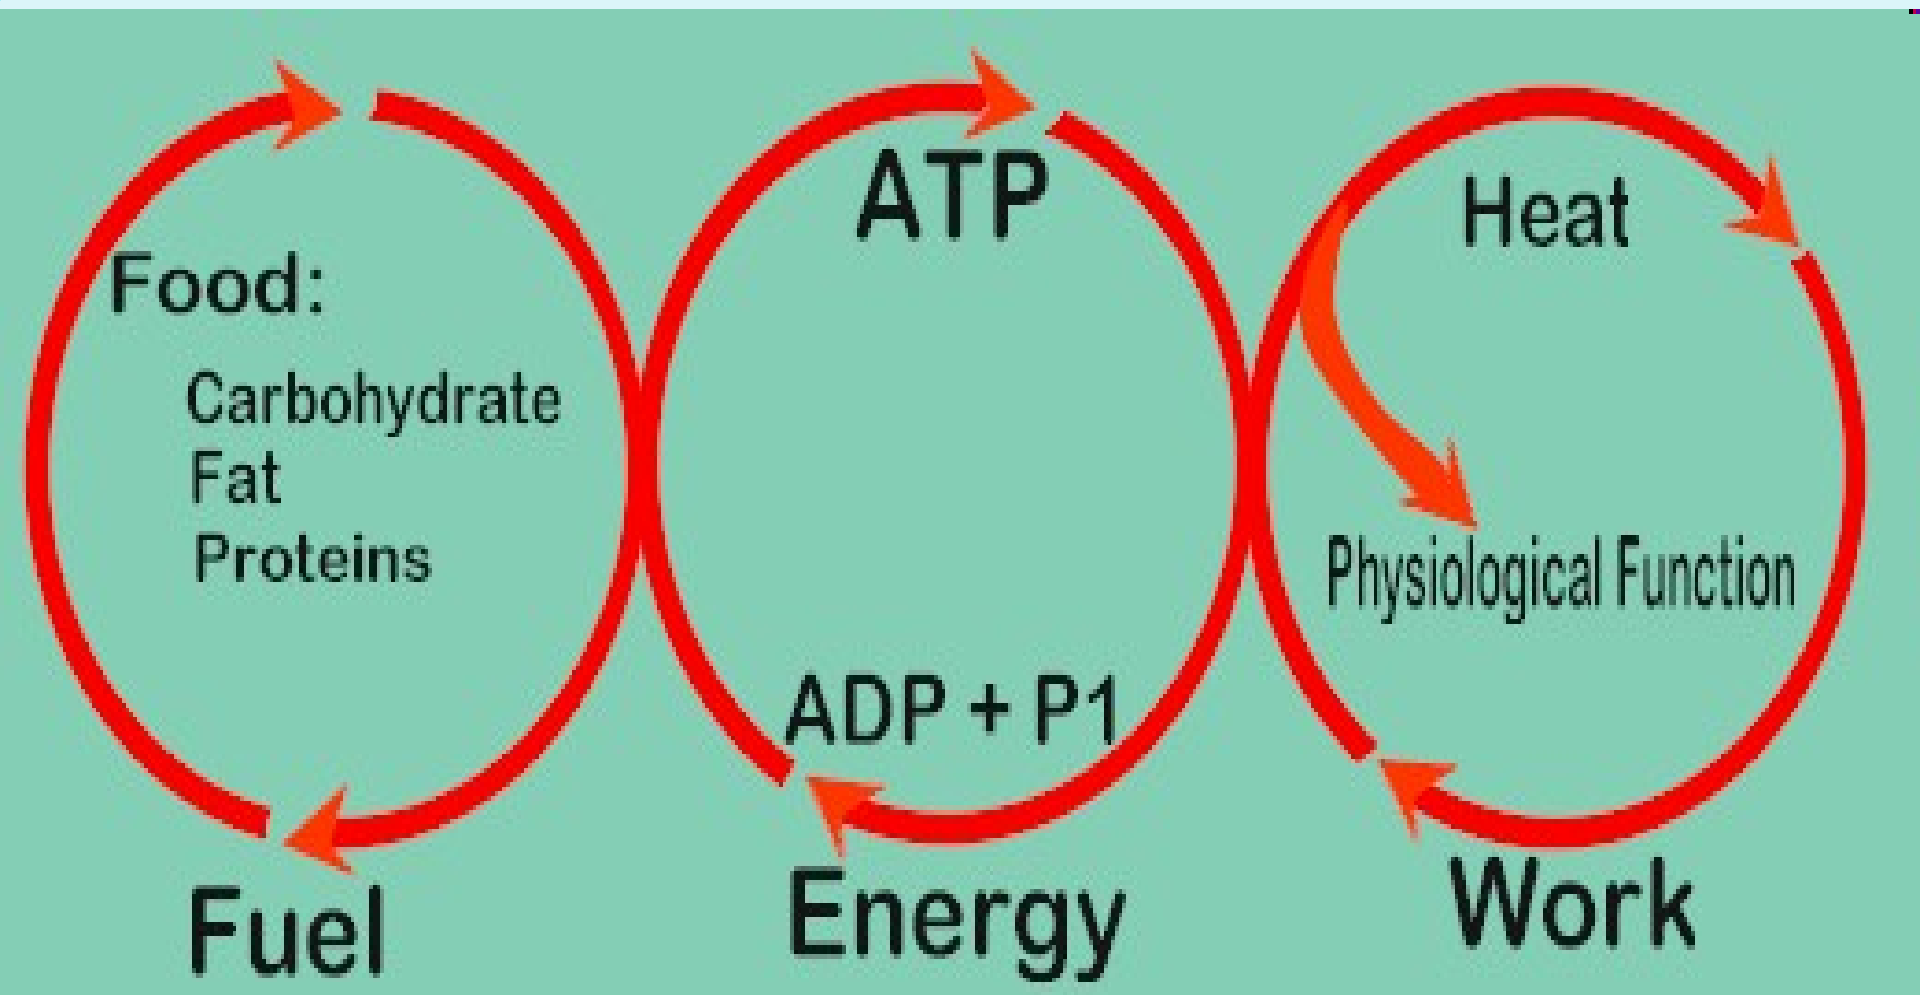 Food:
Carbohydrate
Fat
Proteins
Fuel
ATP
ADP + P1
Energy
Heat
Physiological Function
Work